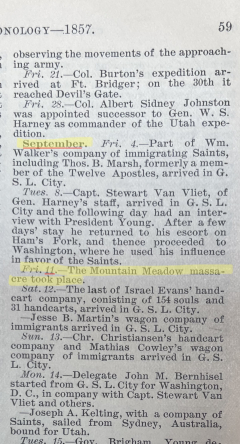 ONOLOGY—1857. 59
observing the movements of the approach-
ing army.
Fri. 21.—Col. Burton's expedition ar-
rived at Ft. Bridger; on the 30th it
reached Devil's Gate.
Fri. 28.—Col. Albert Sidney Johnston
was appointed successor to Gen. W. S.
Harney as commander of the Utah expe-
dition.
September. Fri. 4.—Part of Wm.
Walker's company of immigrating Saints,
including Thos. B. Marsh, formerly a mem-
ber of the Twelve Apostles, arrived in G.
S. L. City.
Tues. 8.—Capt. Stewart Van Vliet, of
Gen. Harney's staff, arrived in G. S. L.
City and the following day had an inter-
view with President Young. After a few
days' stay he returned to his escort on
Ham's Fork, and thence proceeded to
Washington, where he used his influence
in favor of the Saints.
Fri. 11.—The Mountain Meadow massa-
cre took place.
Sat. 12.—The last of Israel Evans' hand-
cart company, conisting of 154 souls and
31 handcarts, arrived in G. S. L. City.
—Jesse B. Martin's wagon company of
immigrants arrived in G. S. L. City.
Sun. 13.—Chr. Christiansen's handcart
company and Mathias Cowley's wagon
company of immigrants arrived in G. S.
L. City.
Mon. 14.—Delegate John M. Bernhisel
started from G. S. L. City for Washington,
D. C., in company with Capt. Stewart Van
Vliet and others.
—Joseph A. Kelting, with a company of
Saints, sailed from Sydney, Australia,
bound for Utah.
Tues. 15.—Gov. Brigham Young de-